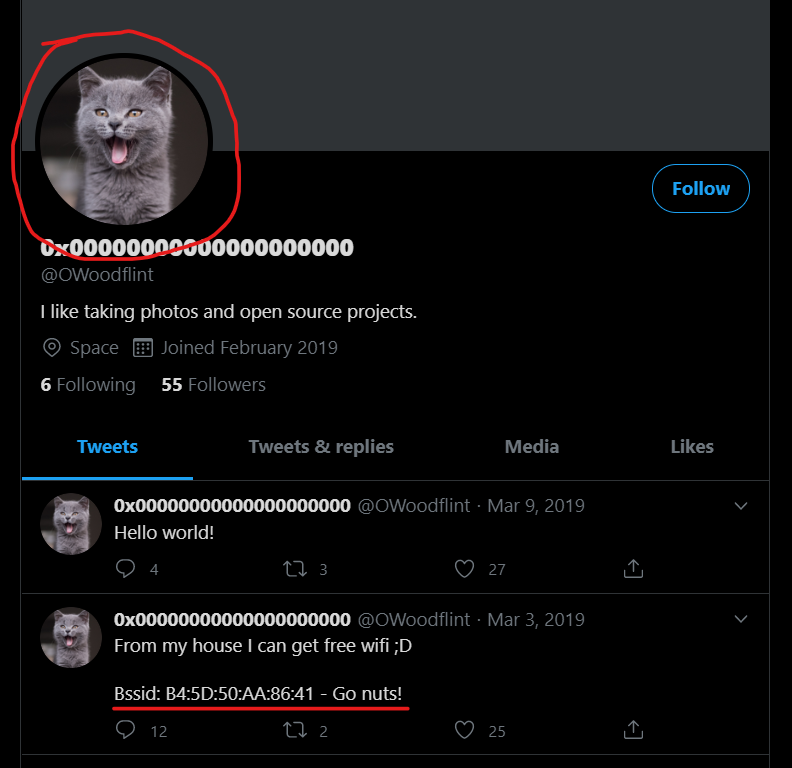 Follow
0x00000000000000000000
@OWoodflint
I like taking photos and open source projects.
Space Joined February 2019
6 Following 55 Followers
Tweets Tweets & replies Media Likes
0x00000000000000000000 @OWoodflint · Mar 9, 2019
Hello world!
4 3 27
0x00000000000000000000 @OWoodflint · Mar 3, 2019
From my house I can get free wifi ;D
Bssid: B4:5D:50:AA:86:41 - Go nuts!
12 2 25